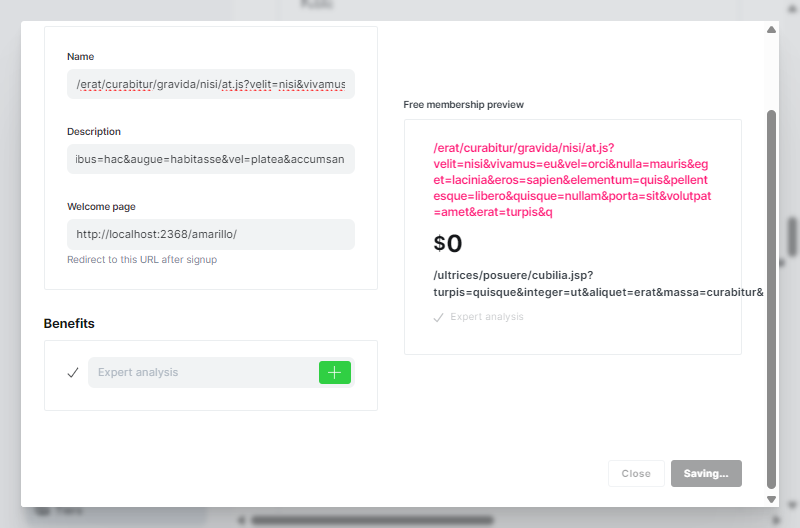 Name
/erat/curabitur/gravida/nisi/at.js?velit=nisi&vivamus
Description
ibus=hac&augue=habitasse&vel=platea&accumsan
Welcome page
http://localhost:2368/amarillo/
Redirect to this URL after signup
Benefits
Expert analysis
Free membership preview
/erat/curabitur/gravida/nisi/at.js?
velit=nisi&vivamus=eu&vel=orci&nulla=mauris&eg
et=lacinia&eros=sapien&elementum=quis&pellent
esque=libero&quisque=nullam&porta=sit&volutpat
=amet&erat=turpis&q
$0
/ultrices/posuere/cubilia.jsp?
turpis=quisque&integer=ut&aliquet=erat&massa=curabitur&
Expert analysis
Close
Saving...